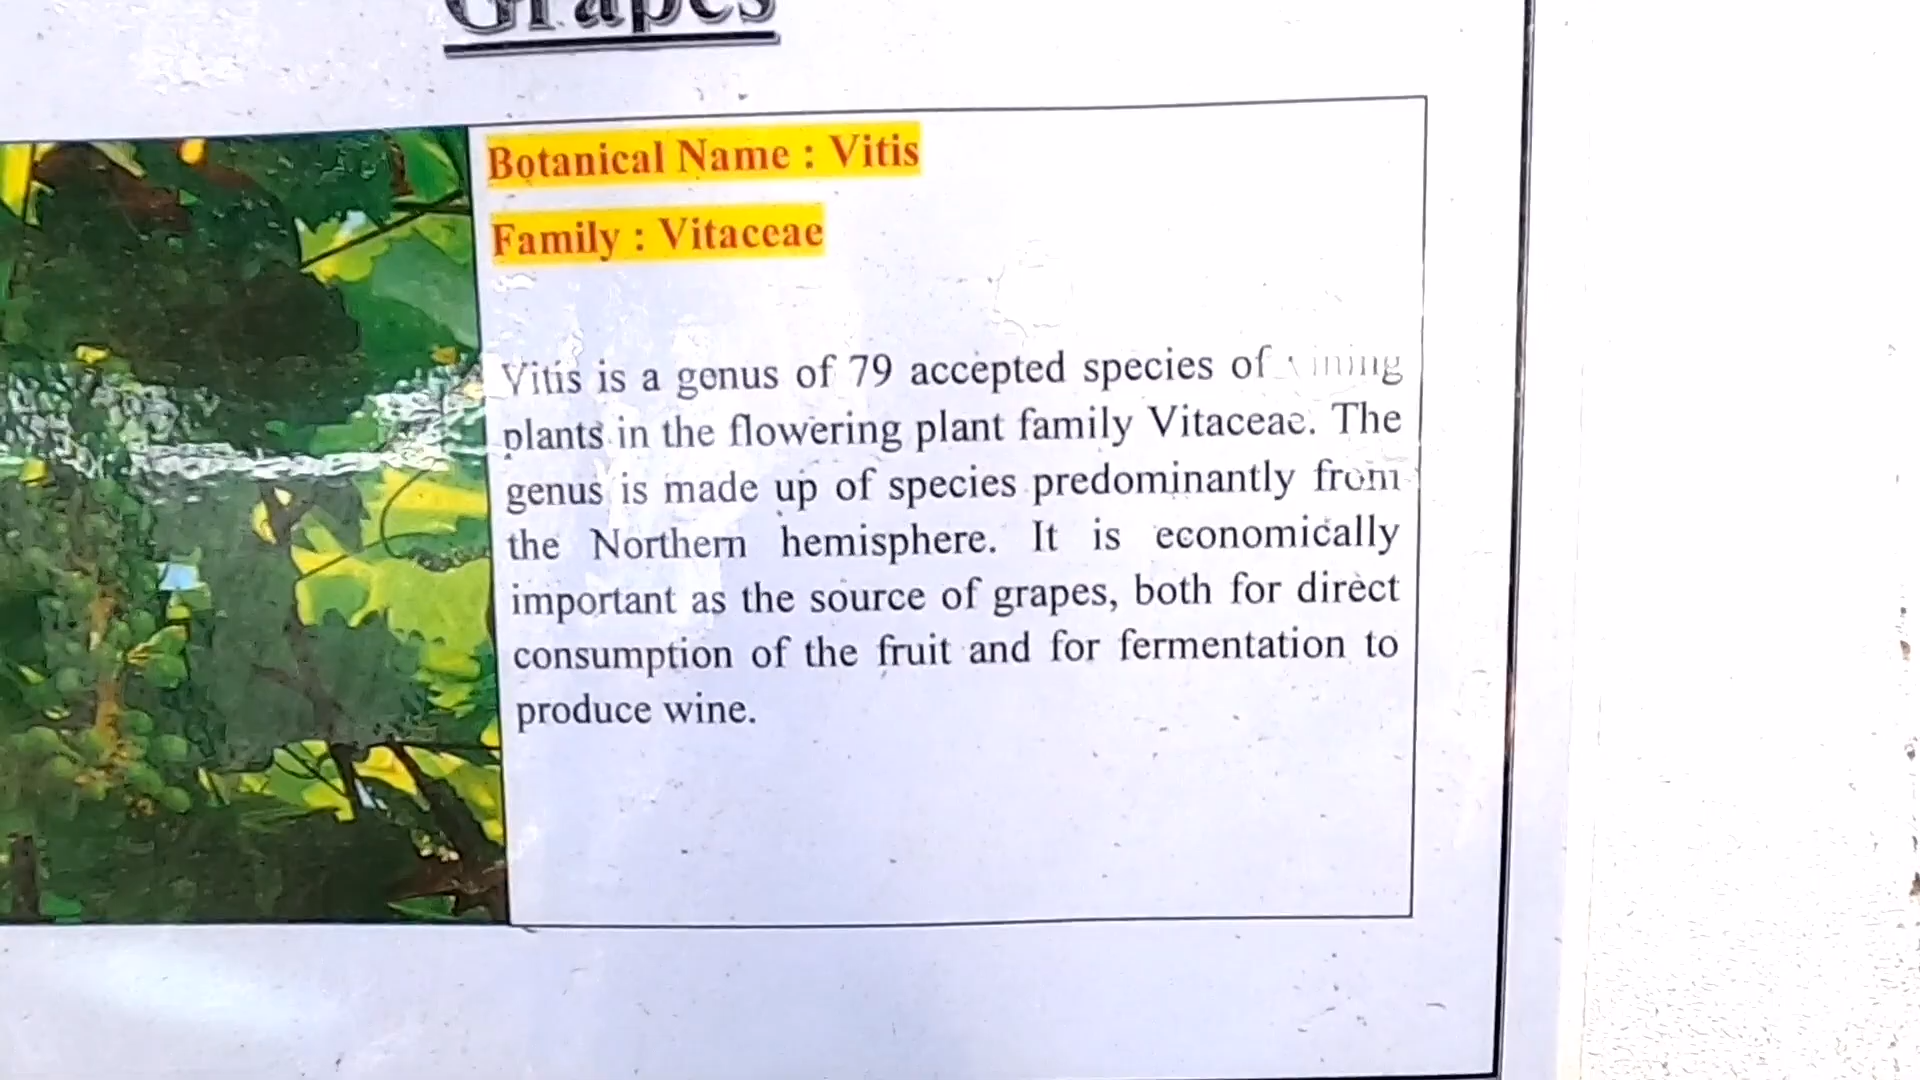 Grapes
Botanical Name : Vitis
Family : Vitaceae
Vitis is a genus of 79 accepted species of vining
plants in the flowering plant family Vitaceae. The
genus is made up of species predominantly from
the Northern hemisphere. It is economically
important as the source of grapes, both for direct
consumption of the fruit and for fermentation to
produce wine.